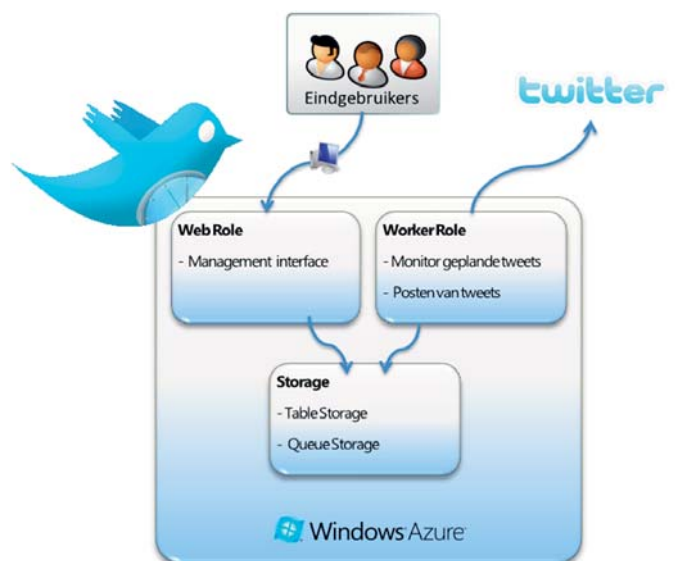 Eindgebruikers
twitter
Web Role
- Management interface
Worker Role
- Monitor geplande tweets
- Posten van tweets
Storage
- Table Storage
- Queue Storage
Windows Azure